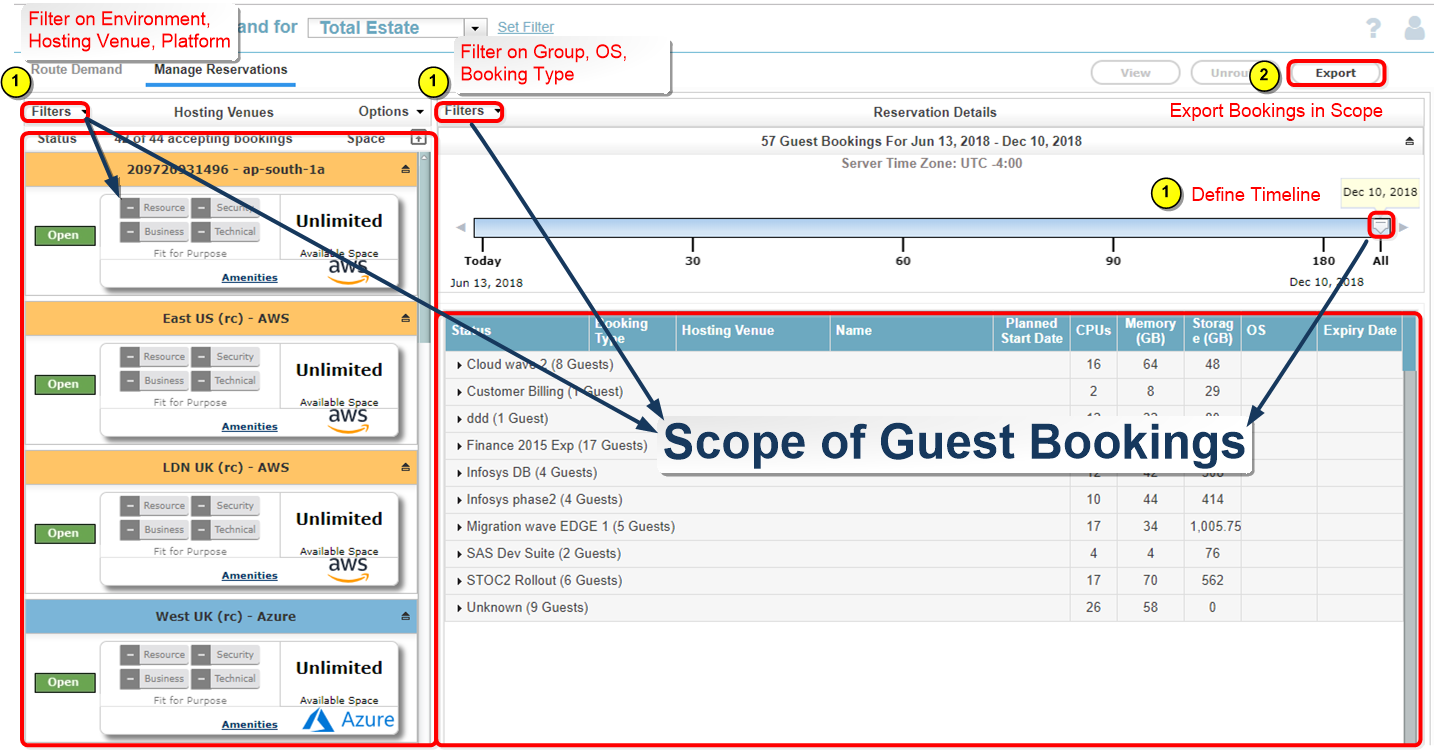 Filter on Environment,
Hosting Venue, Platform
and for Total Estate Set Filter
?
Filter on Group, OS,
Booking Type
Route Demand Manage Reservations
View Unrou Export
1
1
2
Filters Hosting Venues Options
Filters Reservation Details
Export Bookings in Scope
Status 42 of 44 accepting bookings Space
57 Guest Bookings For Jun 13, 2018 - Dec 10, 2018
Server Time Zone: UTC -4:00
1 Define Timeline
Dec 10, 2018
Today 30 60 90 180 All
Jun 13, 2018 Dec 10, 2018
209726931496 - ap-south-1a
Resource Security
Unlimited
Open
Business Technical
Fit for Purpose Available Space
Amenities
aws
East US (rc) - AWS
Resource Security
Unlimited
Open
Business Technical
Fit for Purpose Available Space
Amenities
aws
LDN UK (rc) - AWS
Resource Security
Unlimited
Open
Business Technical
Fit for Purpose Available Space
Amenities
aws
West UK (rc) - Azure
Resource Security
Unlimited
Open
Business Technical
Fit for Purpose Available Space
Amenities
Azure
Status Booking Type Hosting Venue Name Planned Start Date CPUs Memory (GB) Storag e (GB) OS Expiry Date
Cloud wave 2 (8 Guests) 16 64 48
Customer Billing (1 Guest) 2 8 29
ddd (1 Guest)
Finance 2015 Exp (17 Guests)
Scope of Guest Bookings
Infosys DB (4 Guests)
Infosys phase2 (4 Guests) 10 44 414
Migration wave EDGE 1 (5 Guests) 17 34 1,005.75
SAS Dev Suite (2 Guests) 4 4 76
STOC2 Rollout (6 Guests) 17 70 562
Unknown (9 Guests) 26 58 0